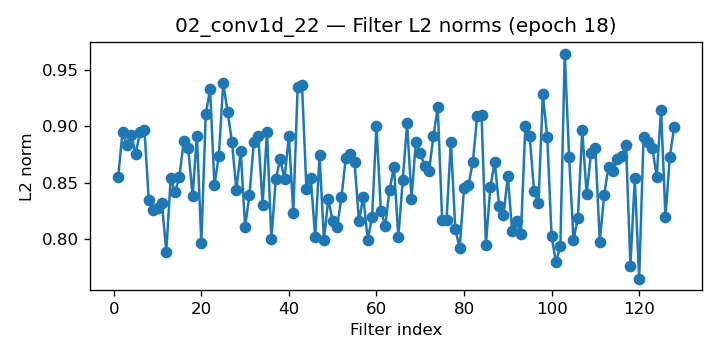 02_conv1d_22 — Filter L2 norms (epoch 18)
0.95
0.90
0.85
0.80
L2 norm
0 20 40 60 80 100 120
Filter index